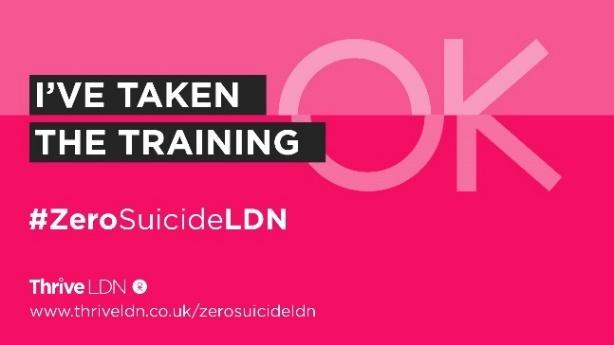 OK
I'VE TAKEN
THE TRAINING
#ZeroSuicideLDN
Thrive LDN
www.thriveldn.co.uk/zerosuicideldn